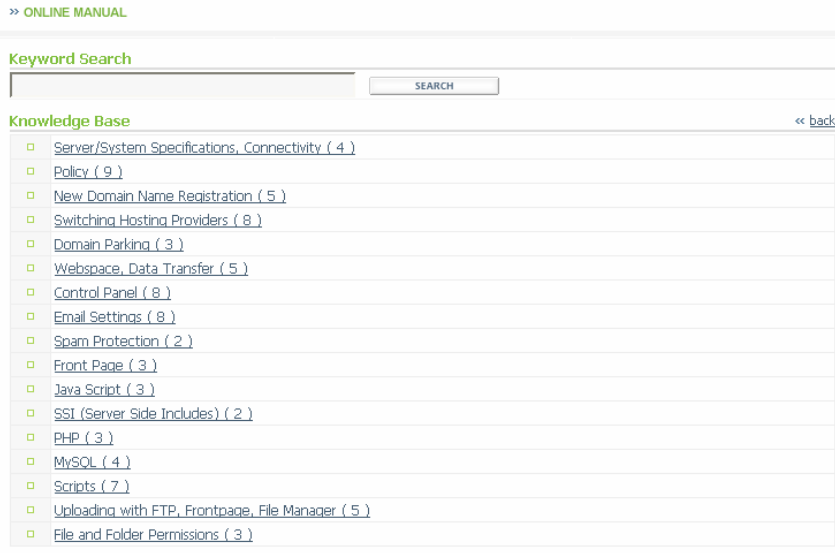 » ONLINE MANUAL
Keyword Search
SEARCH
Knowledge Base « back
Server/System Specifications, Connectivity ( 4 )
Policy ( 9 )
New Domain Name Registration ( 5 )
Switching Hosting Providers ( 8 )
Domain Parking ( 3 )
Webspace, Data Transfer ( 5 )
Control Panel ( 8 )
Email Settings ( 8 )
Spam Protection ( 2 )
Front Page ( 3 )
Java Script ( 3 )
SSI (Server Side Includes) ( 2 )
PHP ( 3 )
MySQL ( 4 )
Scripts ( 7 )
Uploading with FTP, Frontpage, File Manager ( 5 )
File and Folder Permissions ( 3 )